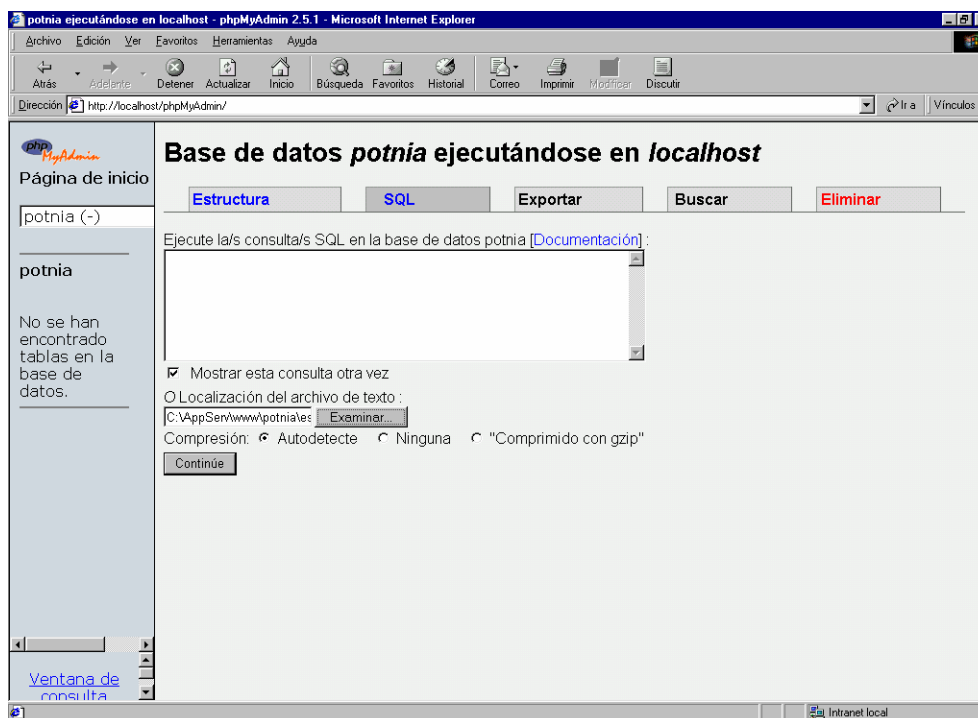 potnia ejecutándose en localhost - phpMyAdmin 2.5.1 - Microsoft Internet Explorer
Archivo Edición Ver Favoritos Herramientas Ayuda
Atrás Adelante Detener Actualizar Inicio Búsqueda Favoritos Historial Correo Imprimir Modificar Discutir
Dirección http://localhost/phpMyAdmin/ Ir a Vínculos
php
MyAdmin
Página de inicio
potnia (-)
potnia
No se han
encontrado
tablas en la
base de
datos.
Ventana de
consulta
Base de datos potnia ejecutándose en localhost
Estructura SQL Exportar Buscar Eliminar
Ejecute la/s consulta/s SQL en la base de datos potnia [Documentación] :
Mostrar esta consulta otra vez
O Localización del archivo de texto :
C:\AppServ\www\potnia\es Examinar...
Compresión: Autodetecte Ninguna "Comprimido con gzip"
Continúe
Intranet local